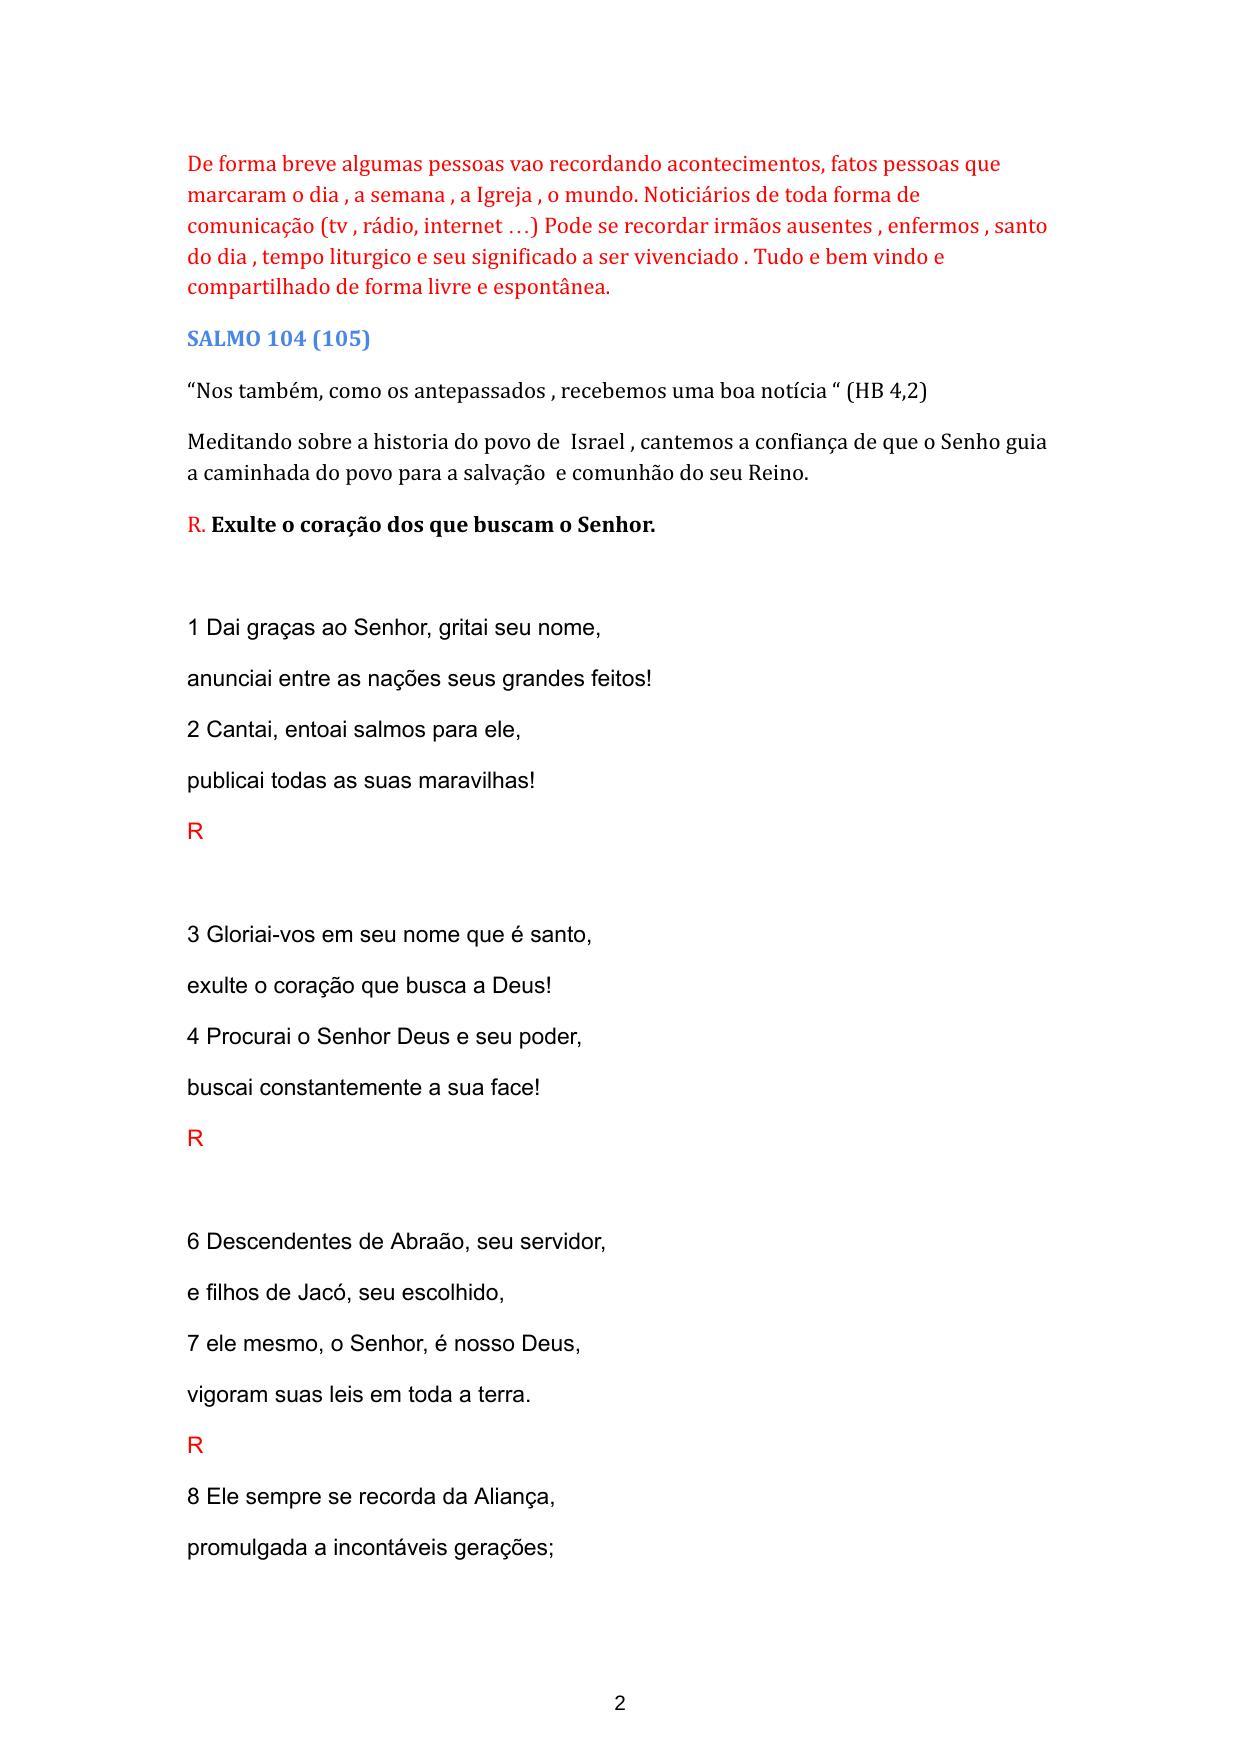 De forma breve algumas pessoas vao recordando acontecimentos, fatos pessoas que
marcaram o dia , a semana , a Igreja , o mundo. Noticiários de toda forma de
comunicação (tv , rádio, internet …) Pode se recordar irmãos ausentes , enfermos , santo
do dia , tempo liturgico e seu significado a ser vivenciado . Tudo e bem vindo e
compartilhado de forma livre e espontânea.
SALMO 104 (105)
“Nos também, como os antepassados , recebemos uma boa notícia “ (HB 4,2)
Meditando sobre a historia do povo de  Israel , cantemos a confiança de que o Senho guia
a caminhada do povo para a salvação  e comunhão do seu Reino.
R. Exulte o coração dos que buscam o Senhor.
1 Dai graças ao Senhor, gritai seu nome,
anunciai entre as nações seus grandes feitos!
2 Cantai, entoai salmos para ele,
publicai todas as suas maravilhas!
R
3 Gloriai-vos em seu nome que é santo,
exulte o coração que busca a Deus!
4 Procurai o Senhor Deus e seu poder,
buscai constantemente a sua face!
R
6 Descendentes de Abraão, seu servidor,
e filhos de Jacó, seu escolhido,
7 ele mesmo, o Senhor, é nosso Deus,
vigoram suas leis em toda a terra.
R
8 Ele sempre se recorda da Aliança,
promulgada a incontáveis gerações;
2